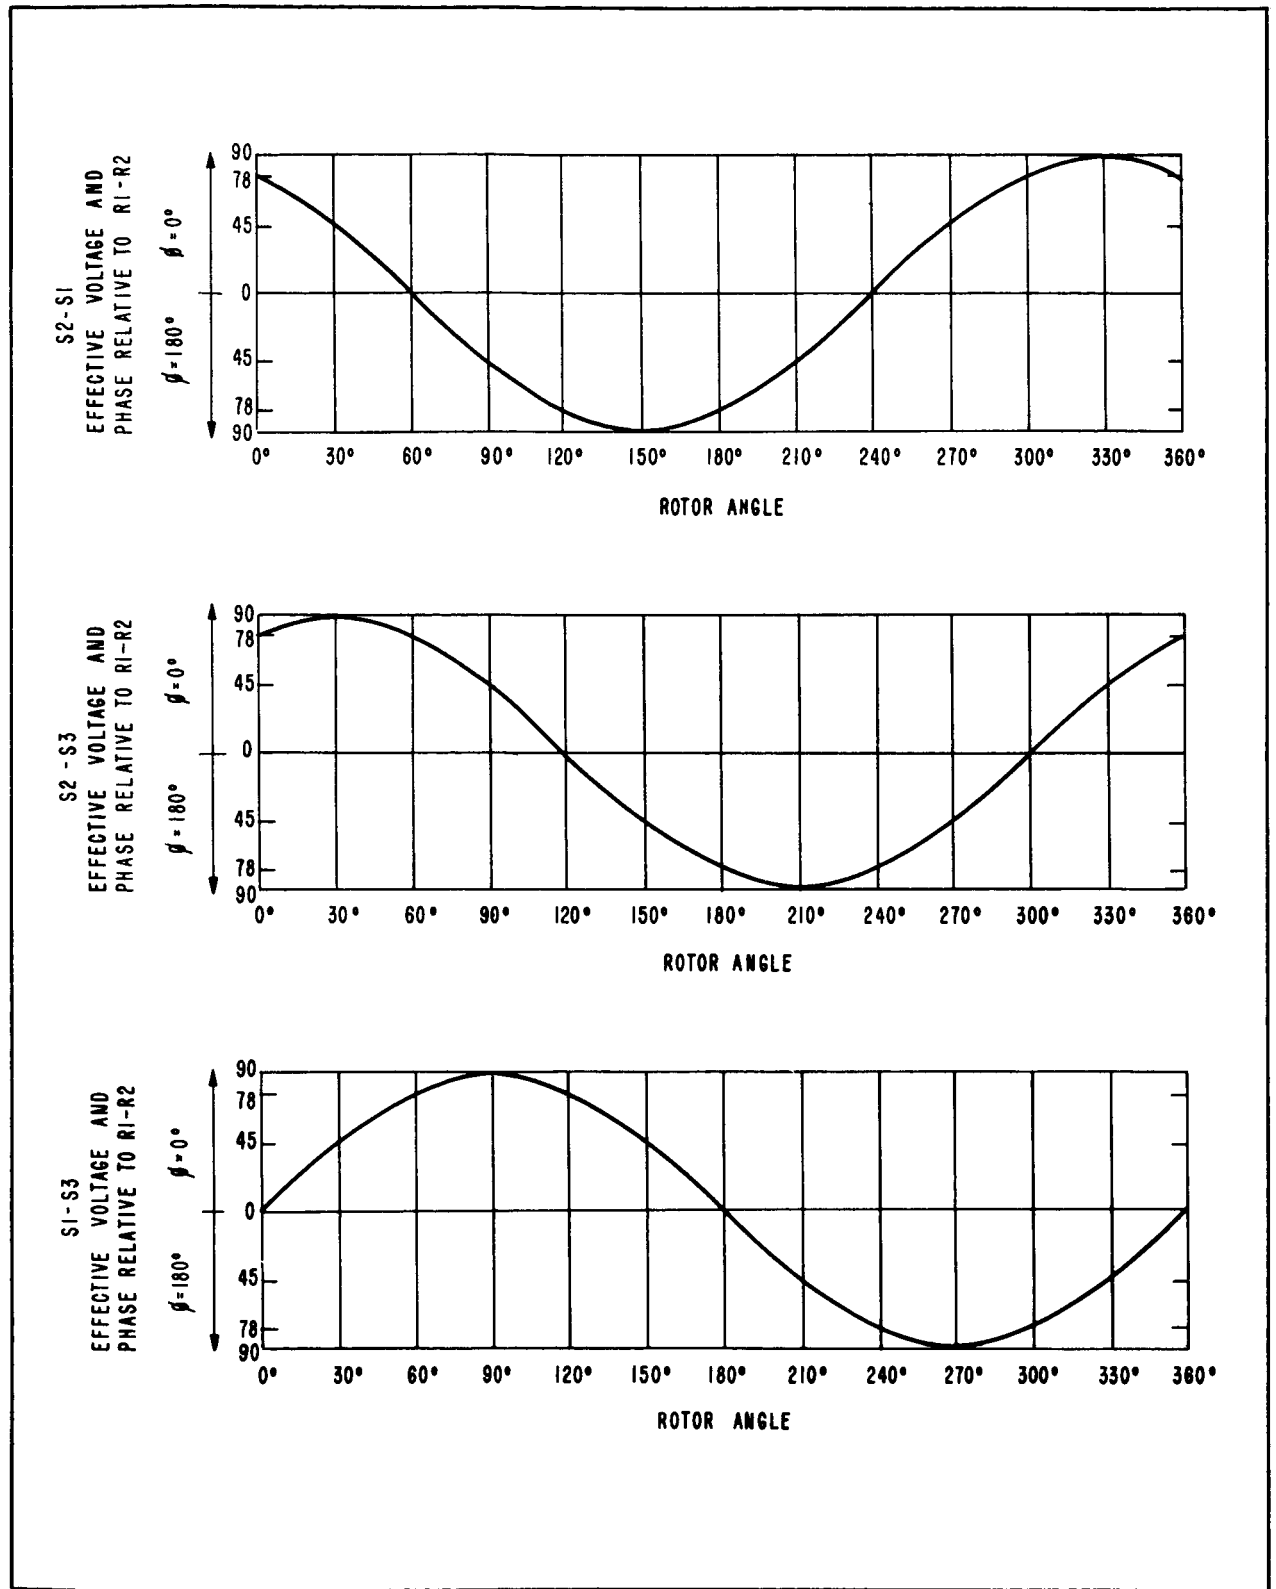 S2-S1
EFFECTIVE VOLTAGE AND
PHASE RELATIVE TO R1-R2
ø=180° ø=0°
90
78
45
0
45
78
90
0° 30° 60° 90° 120° 150° 180° 210° 240° 270° 300° 330° 360°
ROTOR ANGLE
S2-S3
EFFECTIVE VOLTAGE AND
PHASE RELATIVE TO R1-R2
ø=180° ø=0°
90
78
45
0
45
78
90
0° 30° 60° 90° 120° 150° 180° 210° 240° 270° 300° 330° 360°
ROTOR ANGLE
S1-S3
EFFECTIVE VOLTAGE AND
PHASE RELATIVE TO R1-R2
ø=180° ø=0°
90
78
45
0
45
78
90
0° 30° 60° 90° 120° 150° 180° 210° 240° 270° 300° 330° 360°
ROTOR ANGLE